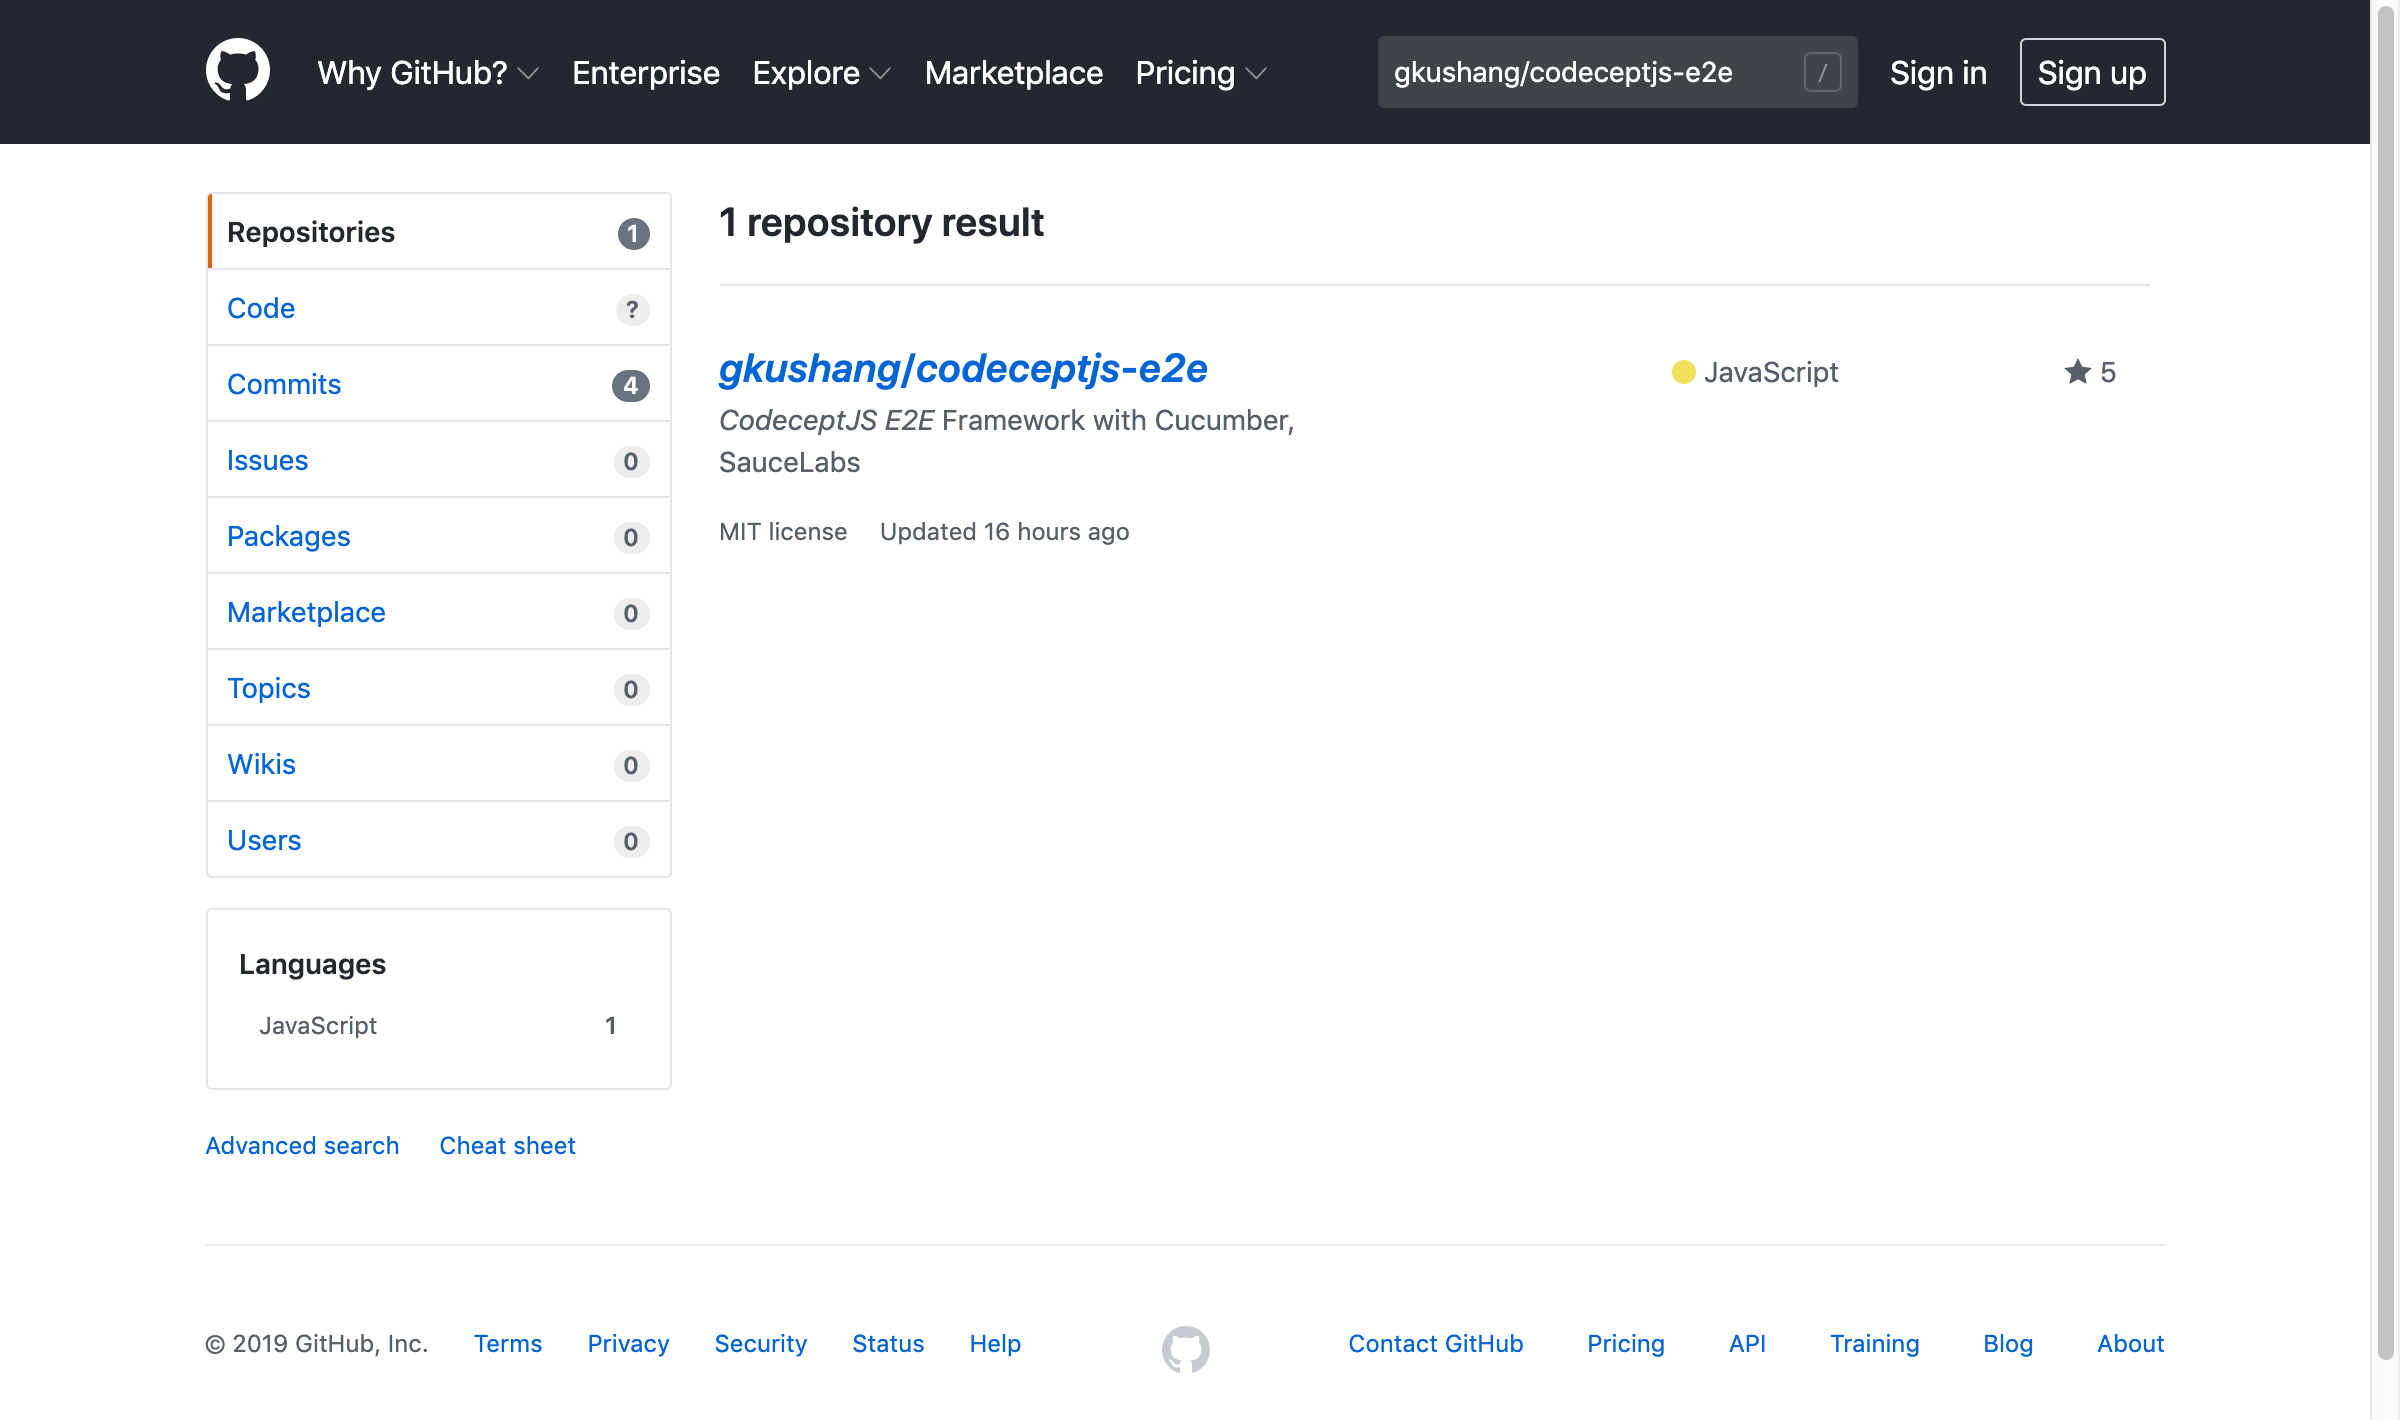 Why GitHub? Enterprise Explore Marketplace Pricing gkushang/codeceptjs-e2e / Sign in Sign up
Repositories 1
Code ?
Commits 4
Issues 0
Packages 0
Marketplace 0
Topics 0
Wikis 0
Users 0
Languages
JavaScript 1
Advanced search Cheat sheet
1 repository result
gkushang/codeceptjs-e2e JavaScript 5
CodeceptJS E2E Framework with Cucumber,
SauceLabs
MIT license Updated 16 hours ago
© 2019 GitHub, Inc. Terms Privacy Security Status Help Contact GitHub Pricing API Training Blog About